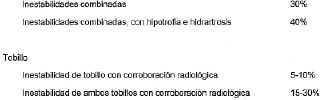 Inestabilidades combinadas 30%
Inestabilidades combinadas, con hipotrofia e hidrartrosis 40%
Tobillo
Inestabilidad de tobillo con corroboración radiológica 5-10%
Inestabilidad de ambos tobillos con corroboración radiológica 15-30%